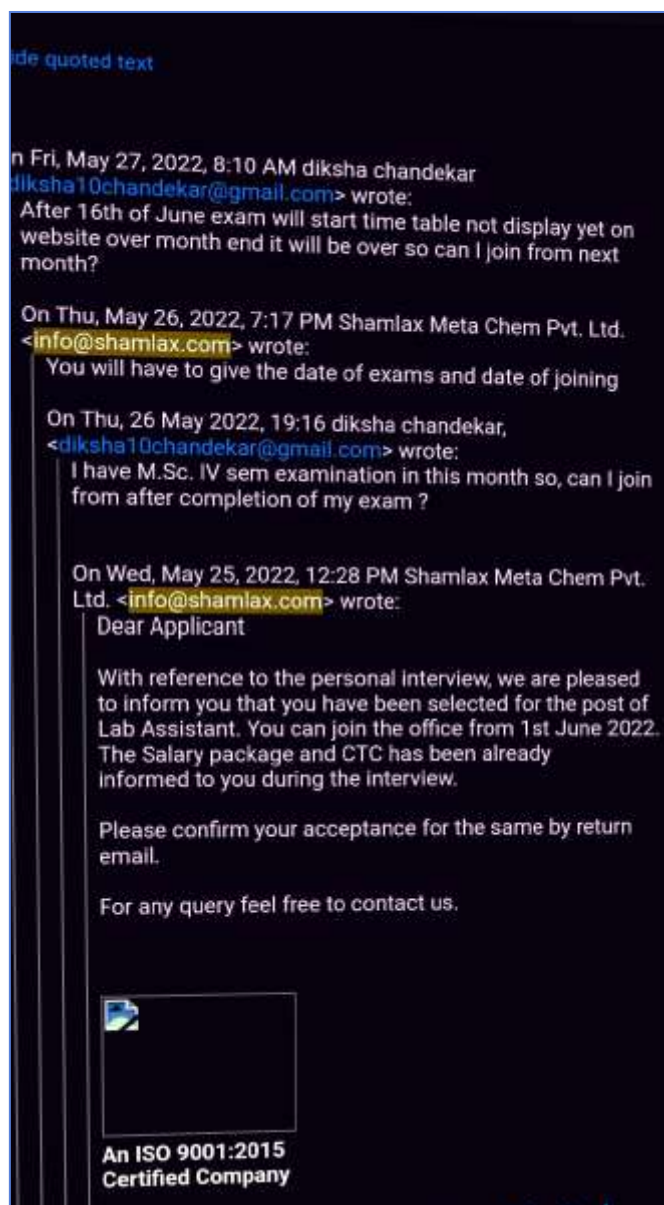 de quoted text
n Fri, May 27, 2022, 8:10 AM diksha chandekar
diksha10chandekar@gmail.com> wrote:
After 16th of June exam will start time table not display yet on
website over month end it will be over so can I join from next
month?
On Thu, May 26, 2022, 7:17 PM Shamlax Meta Chem Pvt. Ltd.
<info@shamlax.com> wrote:
You will have to give the date of exams and date of joining
On Thu, 26 May 2022, 19:16 diksha chandekar,
<diksha10chandekar@gmail.com> wrote:
I have M.Sc. IV sem examination in this month so, can I join
from after completion of my exam ?
On Wed, May 25, 2022, 12:28 PM Shamlax Meta Chem Pvt.
Ltd. <info@shamlax.com> wrote:
Dear Applicant
With reference to the personal interview, we are pleased
to inform you that you have been selected for the post of
Lab Assistant. You can join the office from 1st June 2022.
The Salary package and CTC has been already
informed to you during the interview.
Please confirm your acceptance for the same by return
email.
For any query feel free to contact us.
An ISO 9001:2015
Certified Company